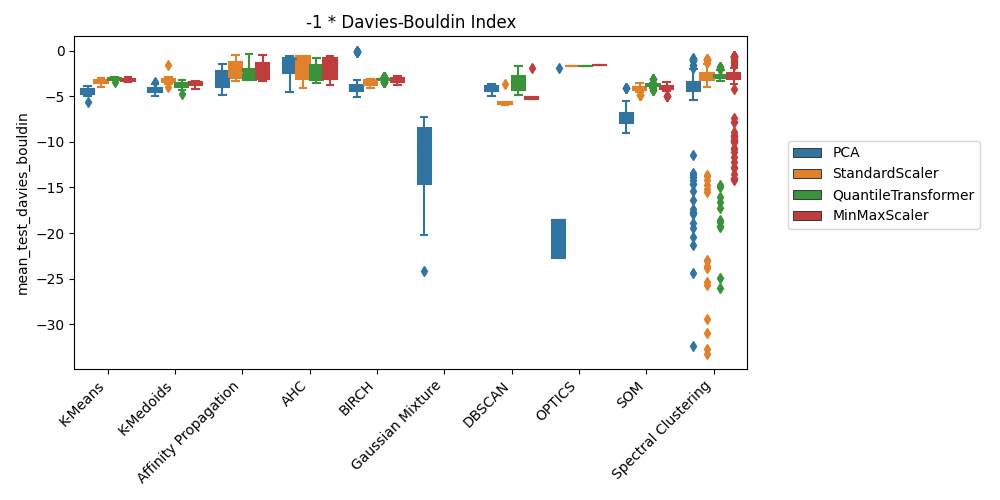 -1 * Davies-Bouldin Index
mean_test_davies_bouldin
0
−5
−10
−15
−20
−25
−30
K-Means
K-Medoids
Affinity Propagation
AHC
BIRCH
Gaussian Mixture
DBSCAN
OPTICS
SOM
Spectral Clustering
PCA
StandardScaler
QuantileTransformer
MinMaxScaler